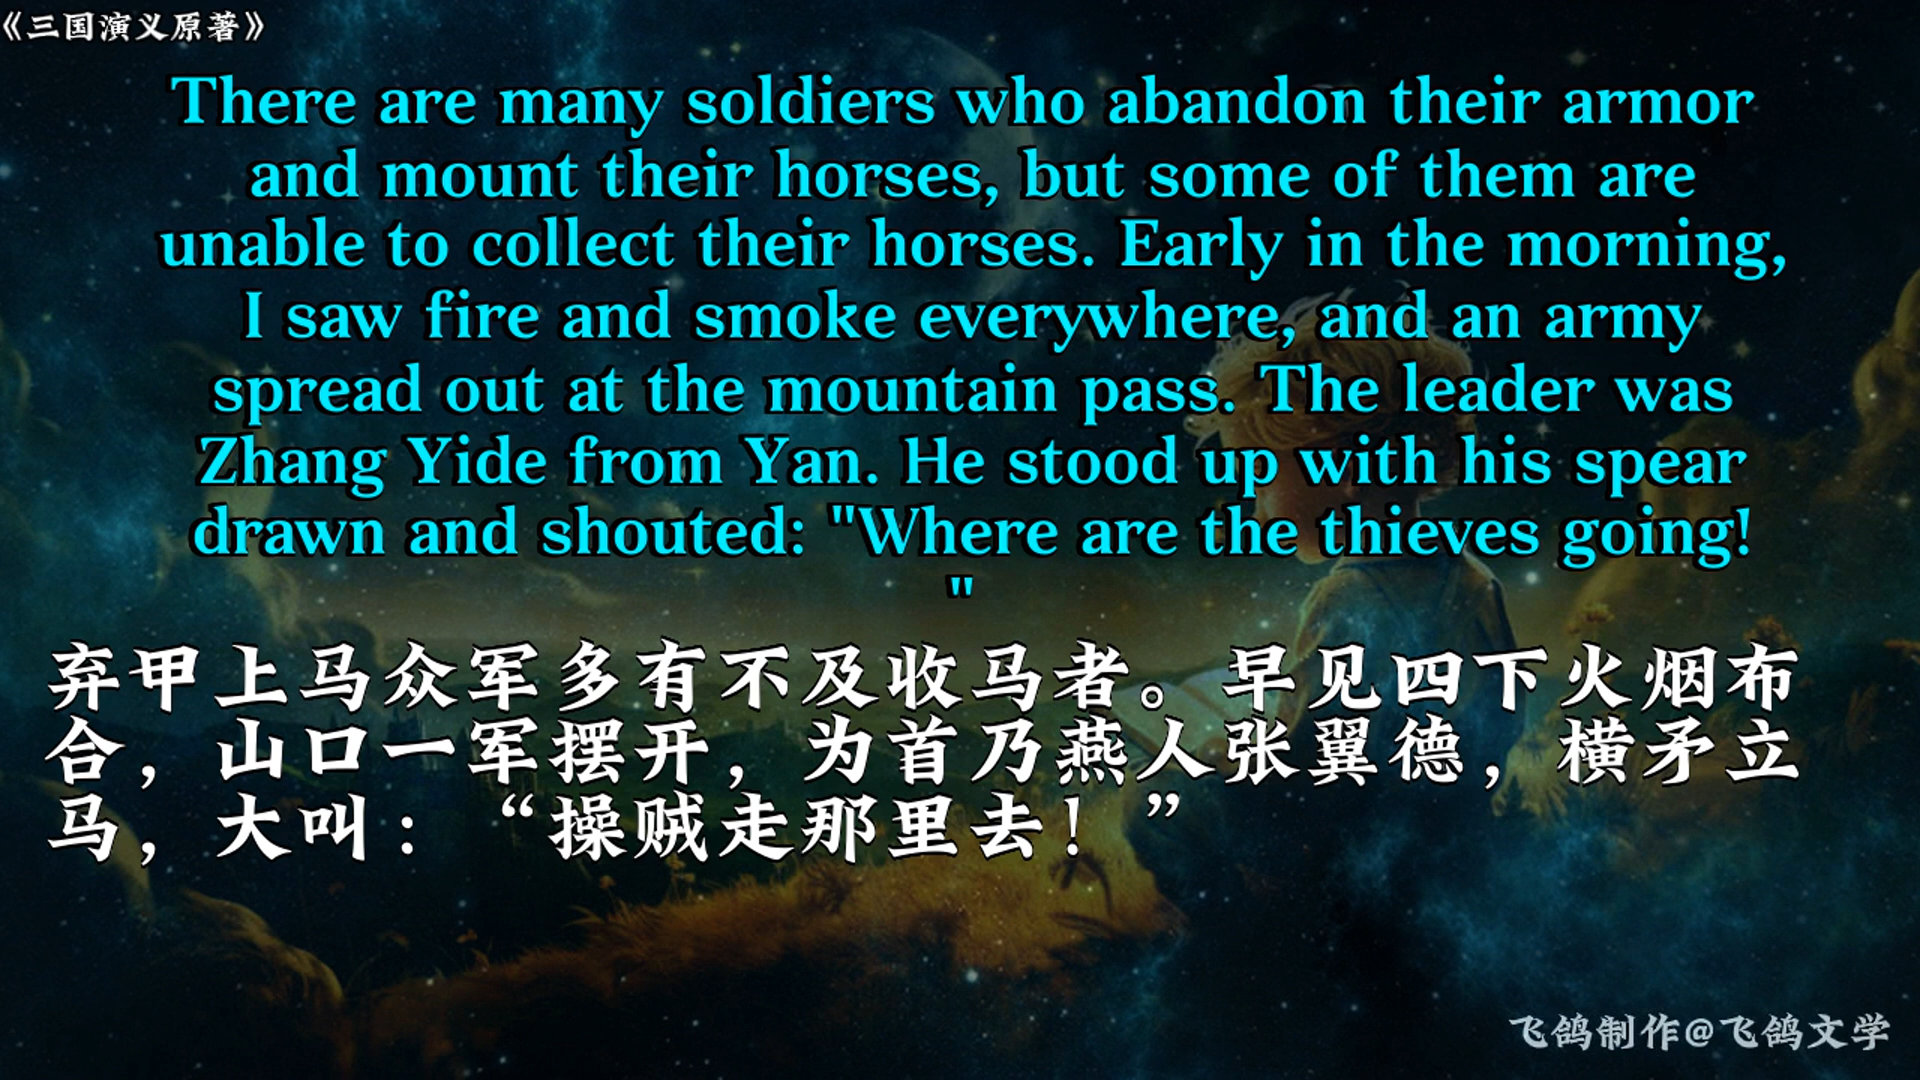 《三国演义原著》
There are many soldiers who abandon their armor
and mount their horses, but some of them are
unable to collect their horses. Early in the morning,
I saw fire and smoke everywhere, and an army
spread out at the mountain pass. The leader was
Zhang Yide from Yan. He stood up with his spear
drawn and shouted: "Where are the thieves going!
"
弃甲上马众军多有不及收马者。早见四下火烟布
合，山口一军摆开，为首乃燕人张翼德，横矛立
马，大叫：“操贼走那里去！”
飞鸽制作@飞鸽文学